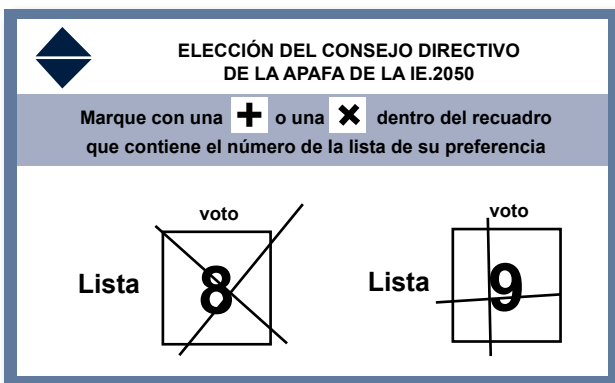 ELECCIÓN DEL CONSEJO DIRECTIVO
DE LA APAFA DE LA IE.2050
Marque con una + o una × dentro del recuadro
que contiene el número de la lista de su preferencia
voto
Lista 8
voto
Lista 9